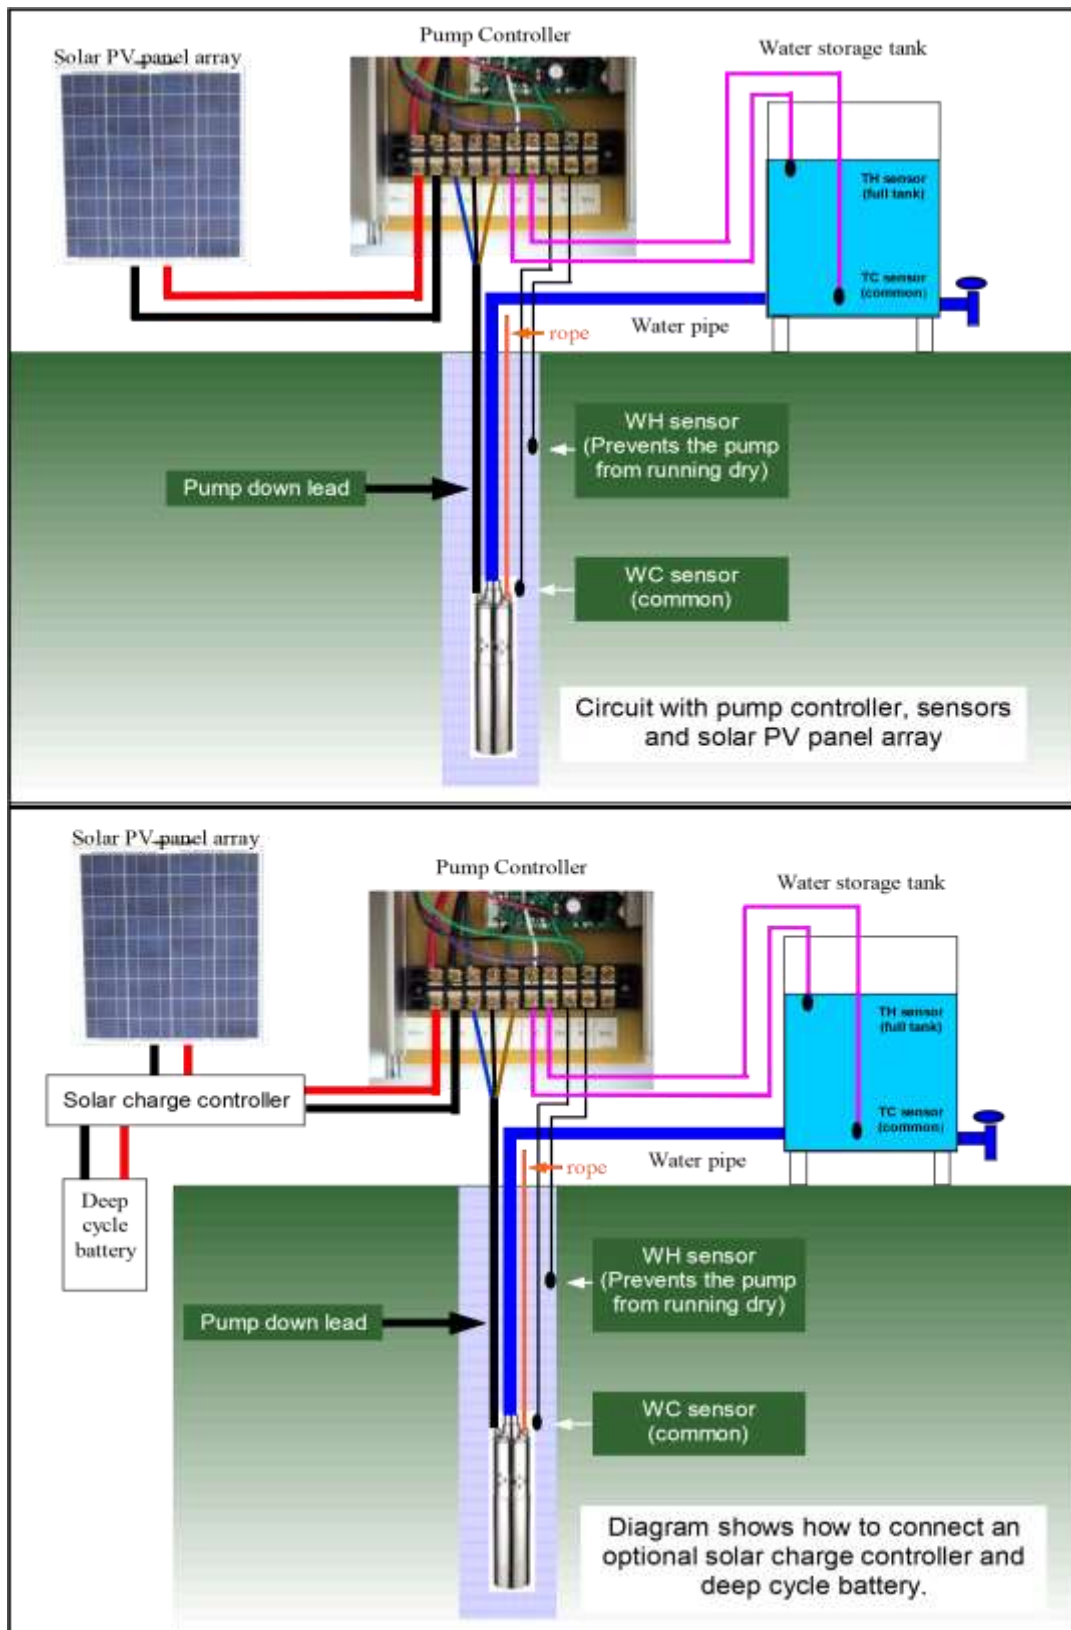 Pump Controller
Solar PV panel array
Water storage tank
TH sensor
(full tank)
TC sensor
(common)
Water pipe
rope
WH sensor
(Prevents the pump
from running dry)
Pump down lead
WC sensor
(common)
Circuit with pump controller, sensors
and solar PV panel array
Solar PV panel array
Pump Controller
Water storage tank
TH sensor
(full tank)
Solar charge controller
TC sensor
(common)
Water pipe
rope
Deep
cycle
battery
WH sensor
(Prevents the pump
from running dry)
Pump down lead
WC sensor
(common)
Diagram shows how to connect an
optional solar charge controller and
deep cycle battery.